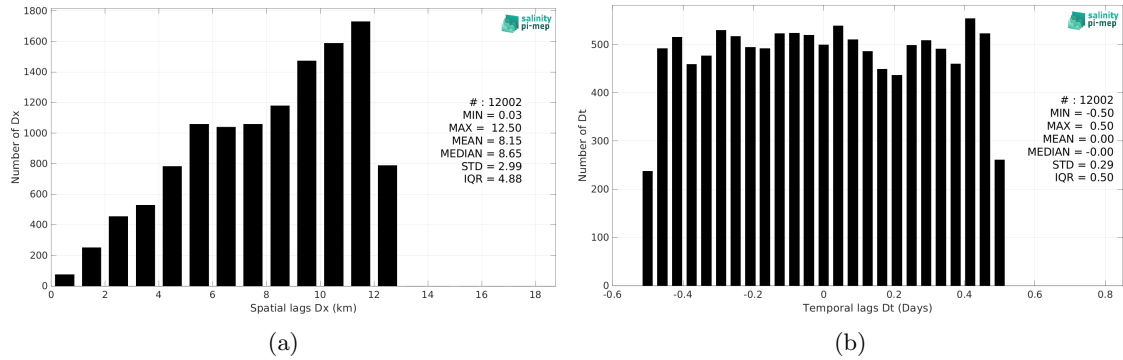 1800
1600
1400
1200
1000
800
600
400
200
0
Number of Dx
salinity
pi-mep
# : 12002
MIN = 0.03
MAX = 12.50
MEAN = 8.15
MEDIAN = 8.65
STD = 2.99
IQR = 4.88
0 2 4 6 8 10 12 14 16 18
Spatial lags Dx (km)
(a)
500
400
300
200
100
0
Number of Dt
salinity
pi-mep
# : 12002
MIN = -0.50
MAX = 0.50
MEAN = 0.00
MEDIAN = -0.00
STD = 0.29
IQR = 0.50
-0.6 -0.4 -0.2 0 0.2 0.4 0.6 0.8
Temporal lags Dt (Days)
(b)